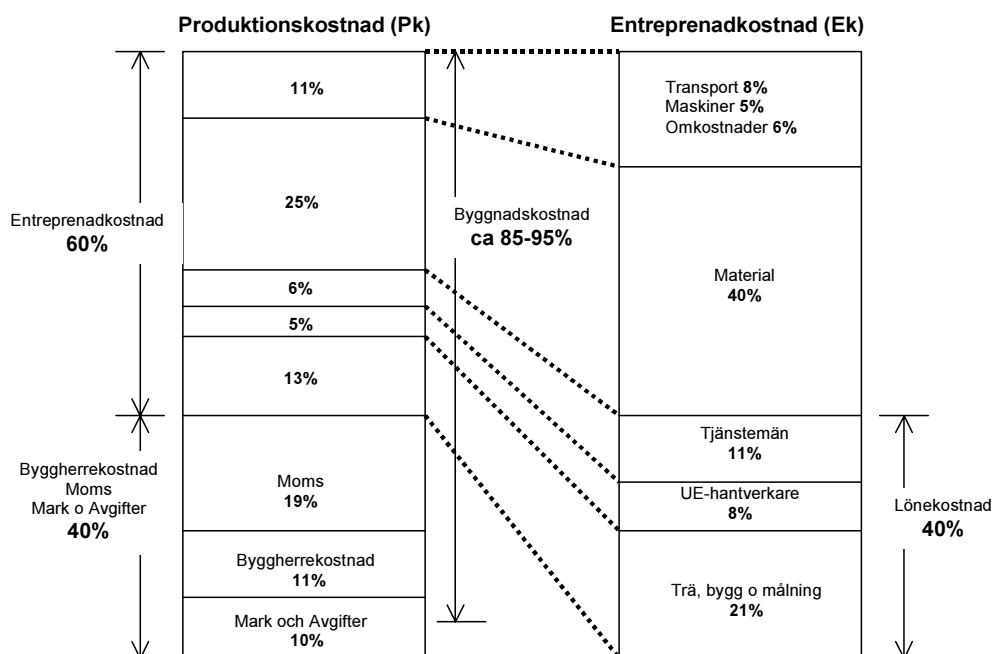 Produktionskostnad (Pk)
Entreprenadkostnad (Ek)
11%
25%
6%
5%
13%
Moms
19%
Byggherrekostnad
11%
Mark och Avgifter
10%
Entreprenadkostnad
60%
Byggherrekostnad
Moms
Mark o Avgifter
40%
Byggnadskostnad
ca 85-95%
Transport 8%
Maskiner 5%
Omkostnader 6%
Material
40%
Tjänstemän
11%
UE-hantverkare
8%
Trä, bygg o målning
21%
Lönekostnad
40%